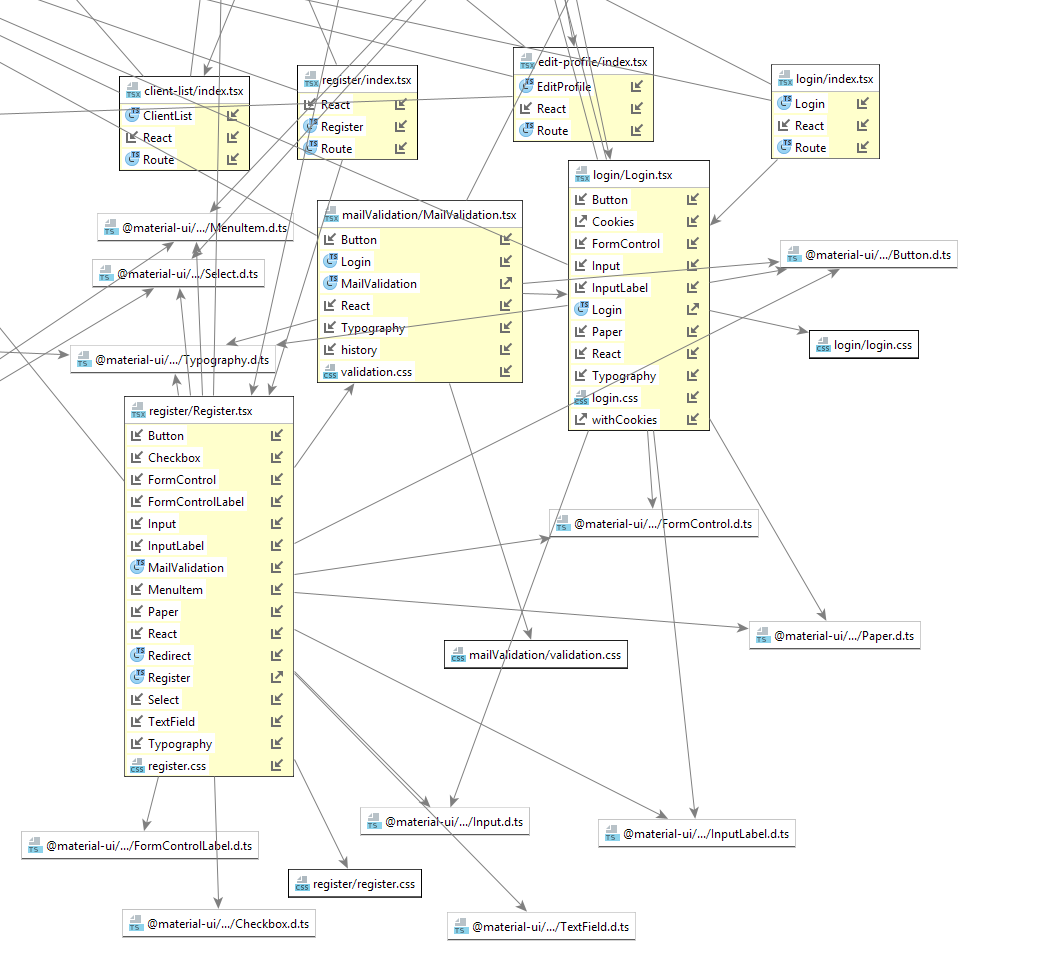 client-list/index.tsx
ClientList
React
Route
register/index.tsx
React
Register
Route
edit-profile/index.tsx
EditProfile
React
Route
login/index.tsx
Login
React
Route
@material-ui/.../MenuItem.d.ts
@material-ui/.../Select.d.ts
@material-ui/.../Typography.d.ts
mailValidation/MailValidation.tsx
Button
Login
MailValidation
React
Typography
history
validation.css
login/Login.tsx
Button
Cookies
FormControl
Input
InputLabel
Login
Paper
React
Typography
login.css
withCookies
@material-ui/.../Button.d.ts
login/login.css
register/Register.tsx
Button
Checkbox
FormControl
FormControlLabel
Input
InputLabel
MailValidation
MenuItem
Paper
React
Redirect
Register
Select
TextField
Typography
register.css
@material-ui/.../FormControl.d.ts
@material-ui/.../Paper.d.ts
mailValidation/validation.css
@material-ui/.../Input.d.ts
@material-ui/.../InputLabel.d.ts
@material-ui/.../FormControlLabel.d.ts
register/register.css
@material-ui/.../Checkbox.d.ts
@material-ui/.../TextField.d.ts